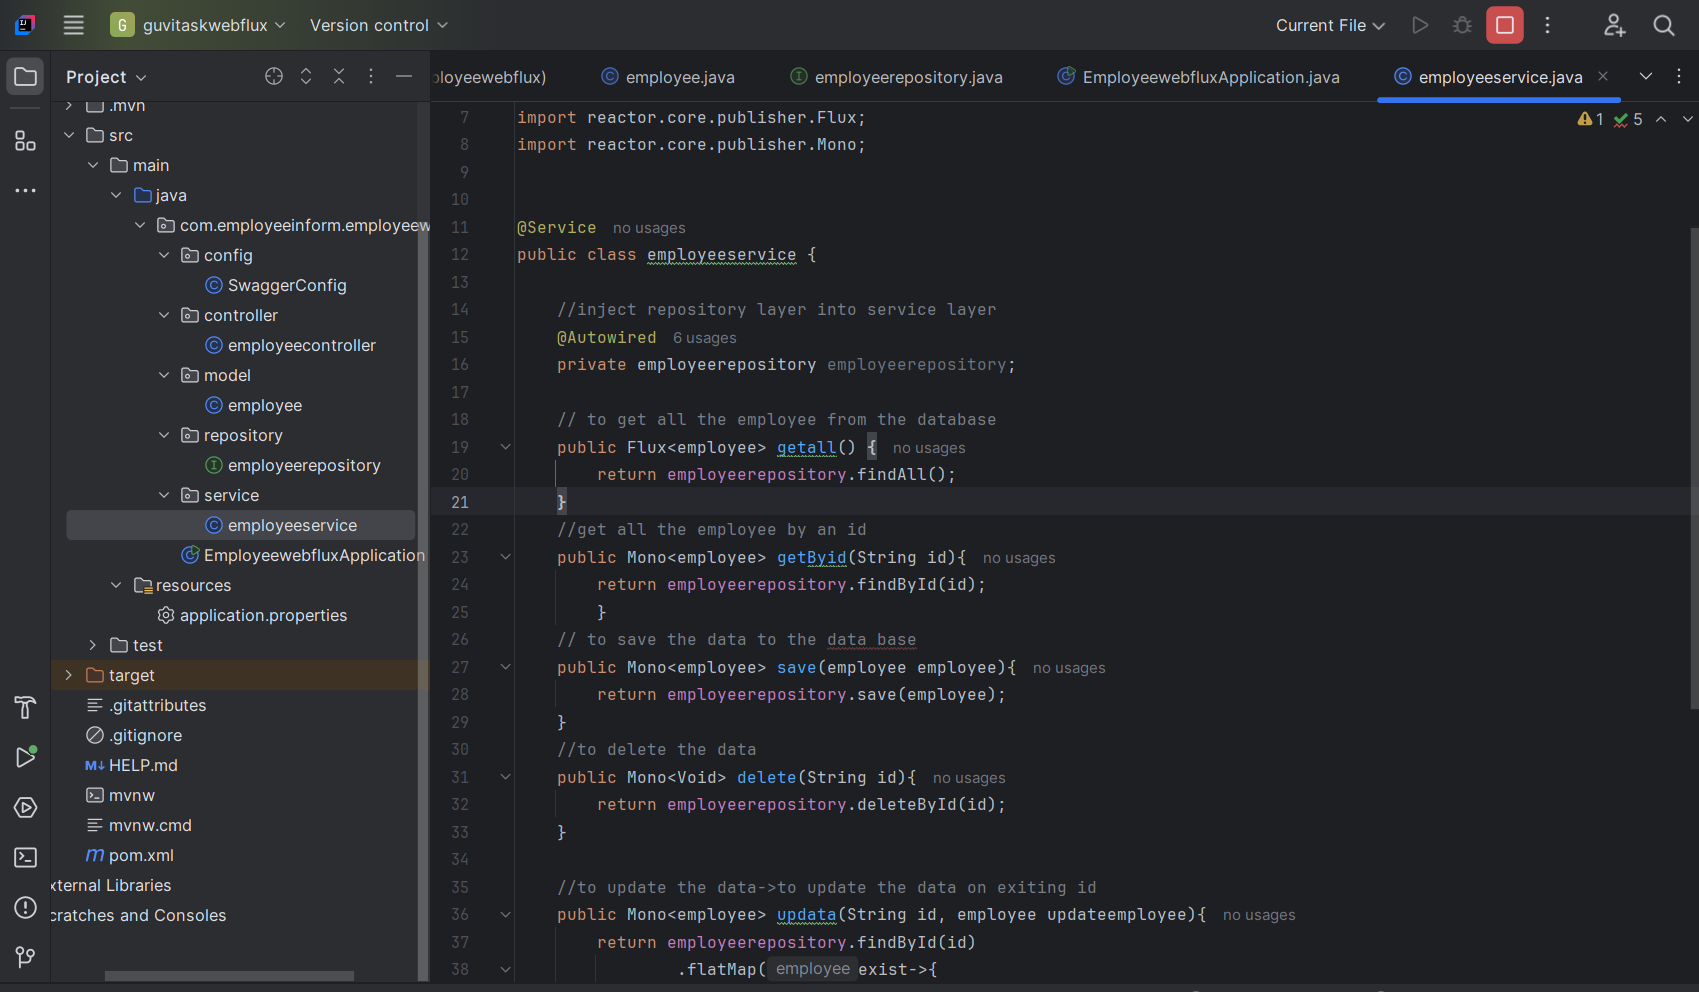 G guvitaskwebflux Version control Current File
Project
.mvn
src
main
java
com.employeeinform.employeew
config
SwaggerConfig
controller
employeecontroller
model
employee
repository
employeerepository
service
employeeservice
EmployeewebfluxApplication
resources
application.properties
test
target
.gitattributes
.gitignore
HELP.md
mvnw
mvnw.cmd
pom.xml
xternal Libraries
cratches and Consoles
oloyeewebflux) employee.java employeerepository.java EmployeewebfluxApplication.java employeeservice.java
1 5
7 import reactor.core.publisher.Flux;
8 import reactor.core.publisher.Mono;
9
10
11 @Service no usages
12 public class employeeservice {
13
14 //inject repository layer into service layer
15 @Autowired 6 usages
16 private employeerepository employeerepository;
17
18 // to get all the employee from the database
19 public Flux<employee> getall() { no usages
20 return employeerepository.findAll();
21 }
22 //get all the employee by an id
23 public Mono<employee> getByid(String id){ no usages
24 return employeerepository.findById(id);
25 }
26 // to save the data to the data base
27 public Mono<employee> save(employee employee){ no usages
28 return employeerepository.save(employee);
29 }
30 //to delete the data
31 public Mono<Void> delete(String id){ no usages
32 return employeerepository.deleteById(id);
33 }
34
35 //to update the data->to update the data on exiting id
36 public Mono<employee> updata(String id, employee updateemployee){ no usages
37 return employeerepository.findById(id)
38 .flatMap( employee exist->{